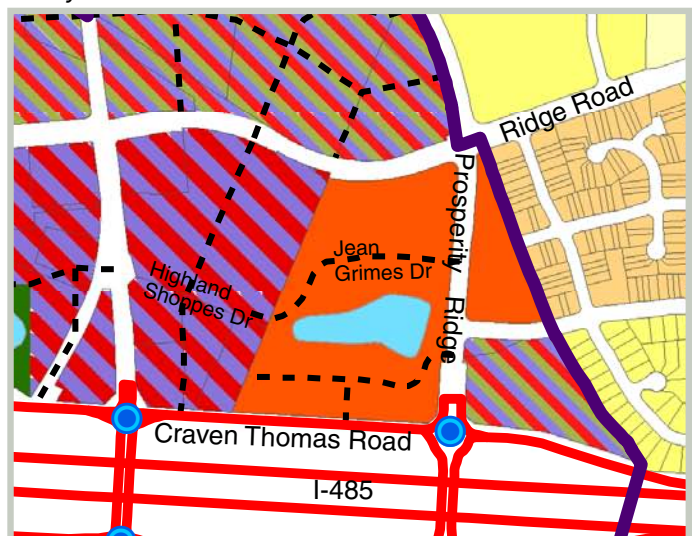 Ridge Road
Prosperity Ridge
Jean
Grimes Dr
Highland
Shoppes Dr
Craven Thomas Road
I-485